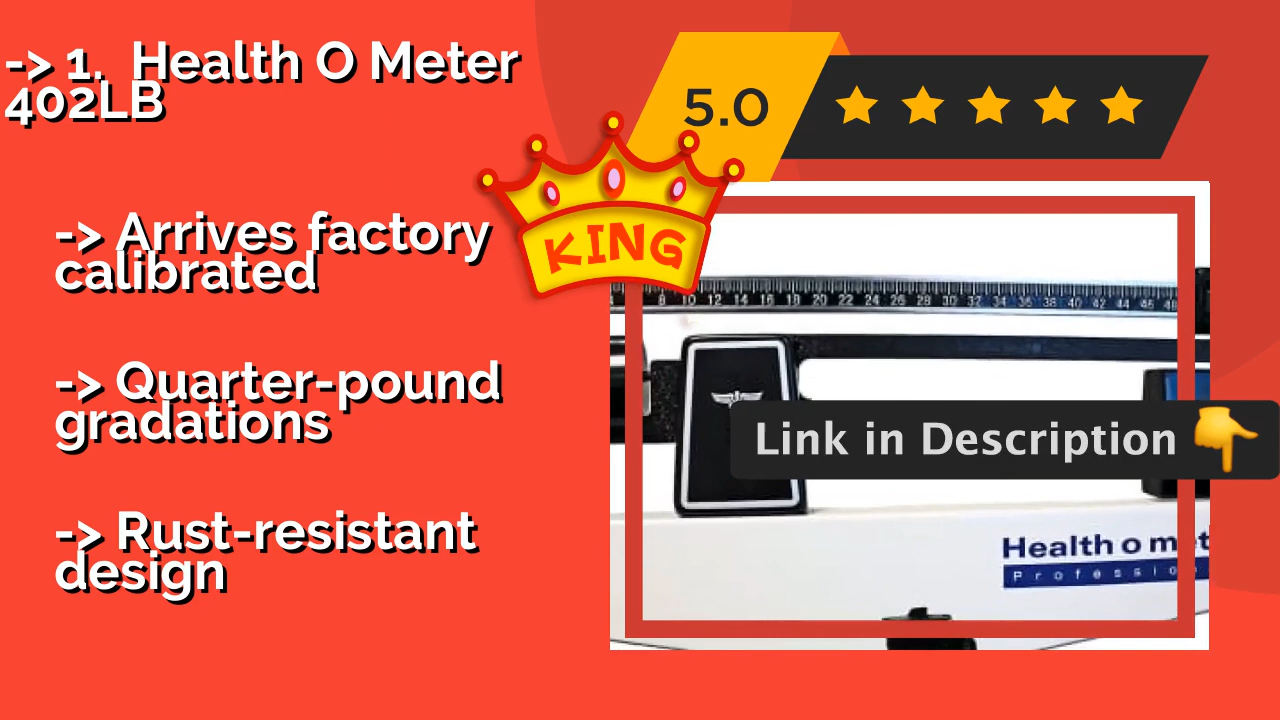 -> 1. Health O Meter
402LB
5.0
KING
-> Arrives factory
calibrated
-> Quarter-pound
gradations
-> Rust-resistant
design
8 10 12 14 16 18 20 22 24 26 28 30 32 34 36 38 40 42 44 46 48
Link in Description
Health o met
Professio